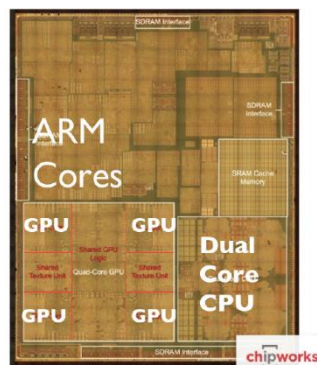 SDRAM Interface
SDRAM
Interface
ARM
Interface
Cores
SRAM Cache
Memory
GPU
GPU
Shared GPU
Logic
Shared
Texture Unit
Quad-Core GPU
Shared
Texture Unit
GPU
GPU
Dual
Core
CPU
SDRAM Interface
chipworks